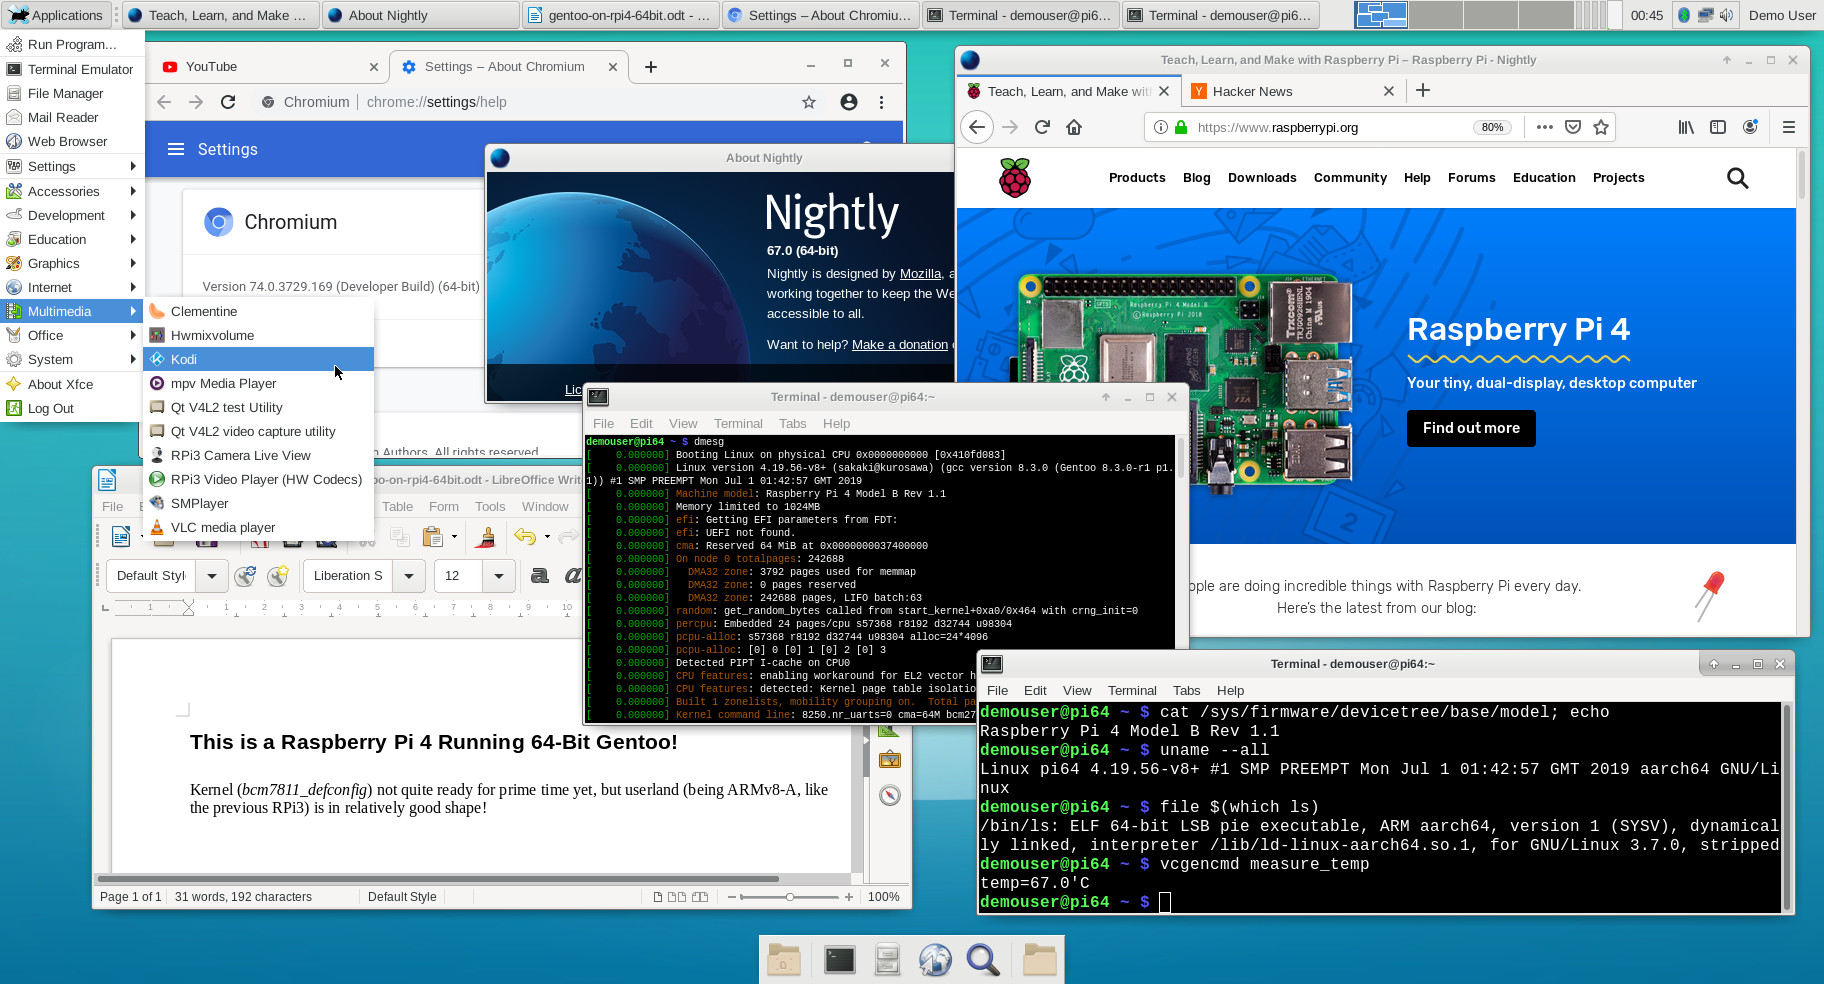 Applications
Teach, Learn, and Make ...
About Nightly
gentoo-on-rpi4-64bit.odt - ...
Settings – About Chromiu...
Terminal - demouser@pi6...
Terminal - demouser@pi6...
00:45
Demo User
Run Program...
Terminal Emulator
File Manager
Mail Reader
Web Browser
Settings
Accessories
Development
Education
Graphics
Internet
Multimedia
Office
System
About Xfce
Log Out
Clementine
Hwmixvolume
Kodi
mpv Media Player
Qt V4L2 test Utility
Qt V4L2 video capture utility
RPi3 Camera Live View
RPi3 Video Player (HW Codecs)
SMPlayer
VLC media player
YouTube
Settings – About Chromium
Chromium
chrome://settings/help
Settings
Chromium
Version 74.0.3729.169 (Developer Build) (64-bit)
Authors. All rights reserved.
About Nightly
Nightly
67.0 (64-bit)
Nightly is designed by Mozilla, a
working together to keep the We
accessible to all.
Want to help? Make a donation
Lic
Teach, Learn, and Make with Raspberry Pi – Raspberry Pi - Nightly
Teach, Learn, and Make wit
Hacker News
https://www.raspberrypi.org
80%
Products Blog Downloads Community Help Forums Education Projects
Raspberry Pi 4 Model B
©Raspberry Pi 2018
Trxcom
China M 1904
2
Raspberry Pi 4
Your tiny, dual-display, desktop computer
Find out more
ople are doing incredible things with Raspberry Pi every day.
Here's the latest from our blog:
Terminal - demouser@pi64:~
File Edit View Terminal Tabs Help
demouser@pi64 ~ $ dmesg
[    0.000000] Booting Linux on physical CPU 0x0000000000 [0x410fd083]
[    0.000000] Linux version 4.19.56-v8+ (sakaki@kurosawa) (gcc version 8.3.0 (Gentoo 8.3.0-r1 p1.
1)) #1 SMP PREEMPT Mon Jul 1 01:42:57 GMT 2019
[    0.000000] Machine model: Raspberry Pi 4 Model B Rev 1.1
[    0.000000] Memory limited to 1024MB
[    0.000000] efi: Getting EFI parameters from FDT:
[    0.000000] efi: UEFI not found.
[    0.000000] cma: Reserved 64 MiB at 0x0000000037400000
[    0.000000] On node 0 totalpages: 242688
[    0.000000]   DMA32 zone: 3792 pages used for memmap
[    0.000000]   DMA32 zone: 0 pages reserved
[    0.000000]   DMA32 zone: 242688 pages, LIFO batch:63
[    0.000000] random: get_random_bytes called from start_kernel+0xa0/0x464 with crng_init=0
[    0.000000] percpu: Embedded 24 pages/cpu s57368 r8192 d32744 u98304
[    0.000000] pcpu-alloc: s57368 r8192 d32744 u98304 alloc=24*4096
[    0.000000] pcpu-alloc: [0] 0 [0] 1 [0] 2 [0] 3
[    0.000000] Detected PIPT I-cache on CPU0
[    0.000000] CPU features: enabling workaround for EL2 vector h
[    0.000000] CPU features: detected: Kernel page table isolatio
[    0.000000] Built 1 zonelists, mobility grouping on.  Total pa
[    0.000000] Kernel command line: 8250.nr_uarts=0 cma=64M bcm27
oo-on-rpi4-64bit.odt - LibreOffice Writ
File Table Form Tools Window
Default Styl
Liberation S
12
a a
1 1 2 3 4 5 6 7 8 9 10
This is a Raspberry Pi 4 Running 64-Bit Gentoo!
Kernel (bcm7811_defconfig) not quite ready for prime time yet, but userland (being ARMv8-A, like
the previous RPi3) is in relatively good shape!
Page 1 of 1
31 words, 192 characters
Default Style
100%
Terminal - demouser@pi64:~
File Edit View Terminal Tabs Help
demouser@pi64 ~ $ cat /sys/firmware/devicetree/base/model; echo
Raspberry Pi 4 Model B Rev 1.1
demouser@pi64 ~ $ uname --all
Linux pi64 4.19.56-v8+ #1 SMP PREEMPT Mon Jul 1 01:42:57 GMT 2019 aarch64 GNU/Li
nux
demouser@pi64 ~ $ file $(which ls)
/bin/ls: ELF 64-bit LSB pie executable, ARM aarch64, version 1 (SYSV), dynamical
ly linked, interpreter /lib/ld-linux-aarch64.so.1, for GNU/Linux 3.7.0, stripped
demouser@pi64 ~ $ vcgencmd measure_temp
temp=67.0'C
demouser@pi64 ~ $